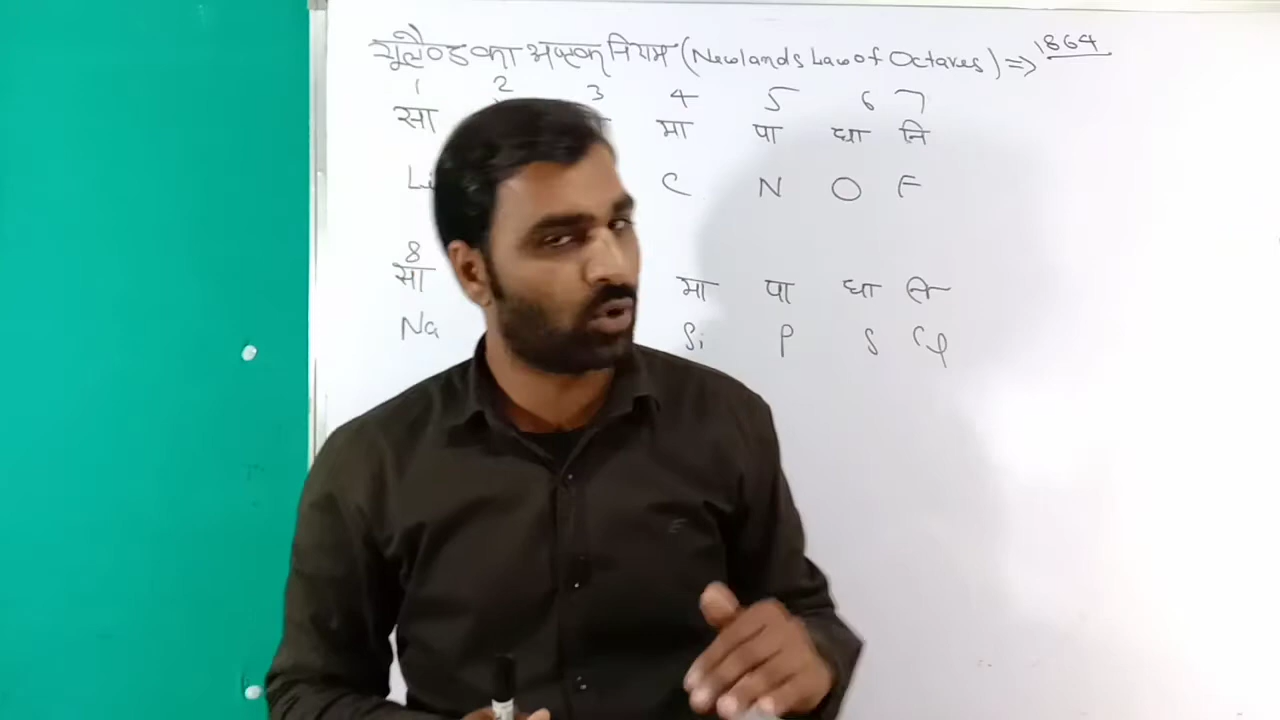 न्यूलैण्ड का अष्टक नियम (Newlands Law of Octaves) ⇒ 1864
1 2 3 4 5 6 7
सा मा पा धा नि
Li C N O F
8
सा मा पा धा नि
Na Si P S Cl